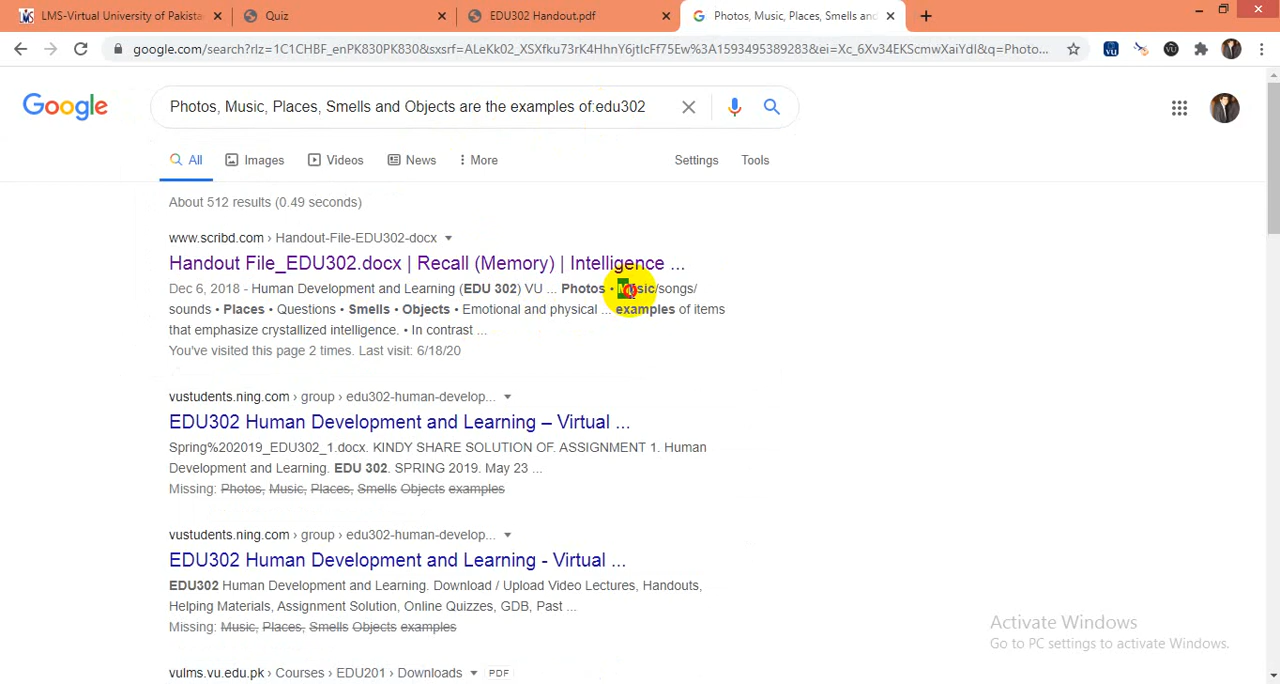 LMS-Virtual University of Pakista
Quiz
EDU302 Handout.pdf
Photos, Music, Places, Smells and
google.com/search?rlz=1C1CHBF_enPK830PK830&sxsrf=ALeKk02_XSXfku73rK4HhnY6jtIcFf75Ew%3A1593495389283&ei=Xc_6Xv34EKScmwXaiYdI&q=Photo...
Google
Photos, Music, Places, Smells and Objects are the examples of:edu302
All Images Videos News More Settings Tools
About 512 results (0.49 seconds)
www.scribd.com › Handout-File-EDU302-docx
Handout File_EDU302.docx | Recall (Memory) | Intelligence ...
Dec 6, 2018 - Human Development and Learning (EDU 302) VU ... Photos • Music/songs/
sounds • Places • Questions • Smells • Objects • Emotional and physical ... examples of items
that emphasize crystallized intelligence. • In contrast ...
You've visited this page 2 times. Last visit: 6/18/20
vustudents.ning.com › group › edu302-human-develop...
EDU302 Human Development and Learning – Virtual ...
Spring%202019_EDU302_1.docx. KINDY SHARE SOLUTION OF. ASSIGNMENT 1. Human
Development and Learning. EDU 302. SPRING 2019. May 23 ...
Missing: Photos, Music, Places, Smells Objects examples
vustudents.ning.com › group › edu302-human-develop...
EDU302 Human Development and Learning - Virtual ...
EDU302 Human Development and Learning. Download / Upload Video Lectures, Handouts,
Helping Materials, Assignment Solution, Online Quizzes, GDB, Past ...
Missing: Music, Places, Smells Objects examples
Activate Windows
Go to PC settings to activate Windows.
vulms.vu.edu.pk › Courses › EDU201 › Downloads PDF